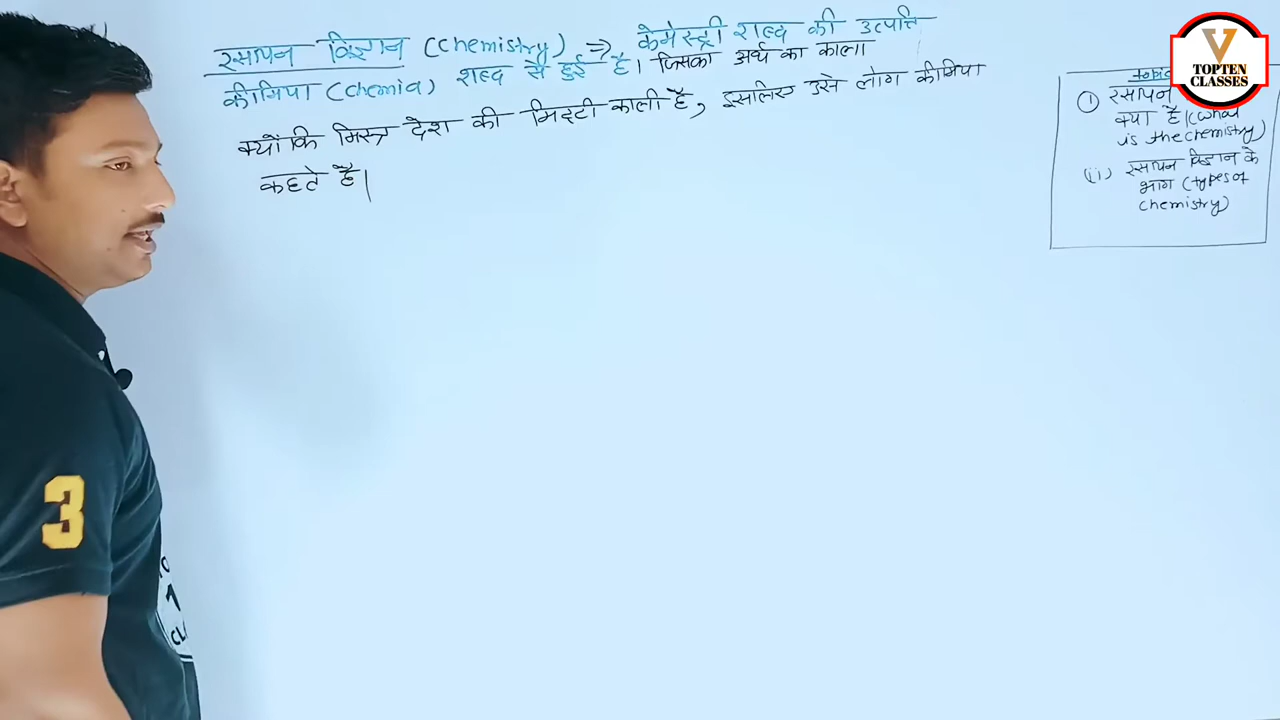 रसायन विज्ञान (Chemistry) => केमेस्ट्री शब्द की उत्पत्ति
कीमिया (Chemia) शब्द से हुई है। जिसका अर्थ का काला
क्योंकि मिस्त्र देश की मिट्टी काली है, इसलिए उसे लोग कीमिया
कहते है।
V
TOPTEN
CLASSES
Topic
(i) रसायन
क्या है। (What
is the chemistry)
(ii) रसायन विज्ञान के
भाग (types of
chemistry)
3